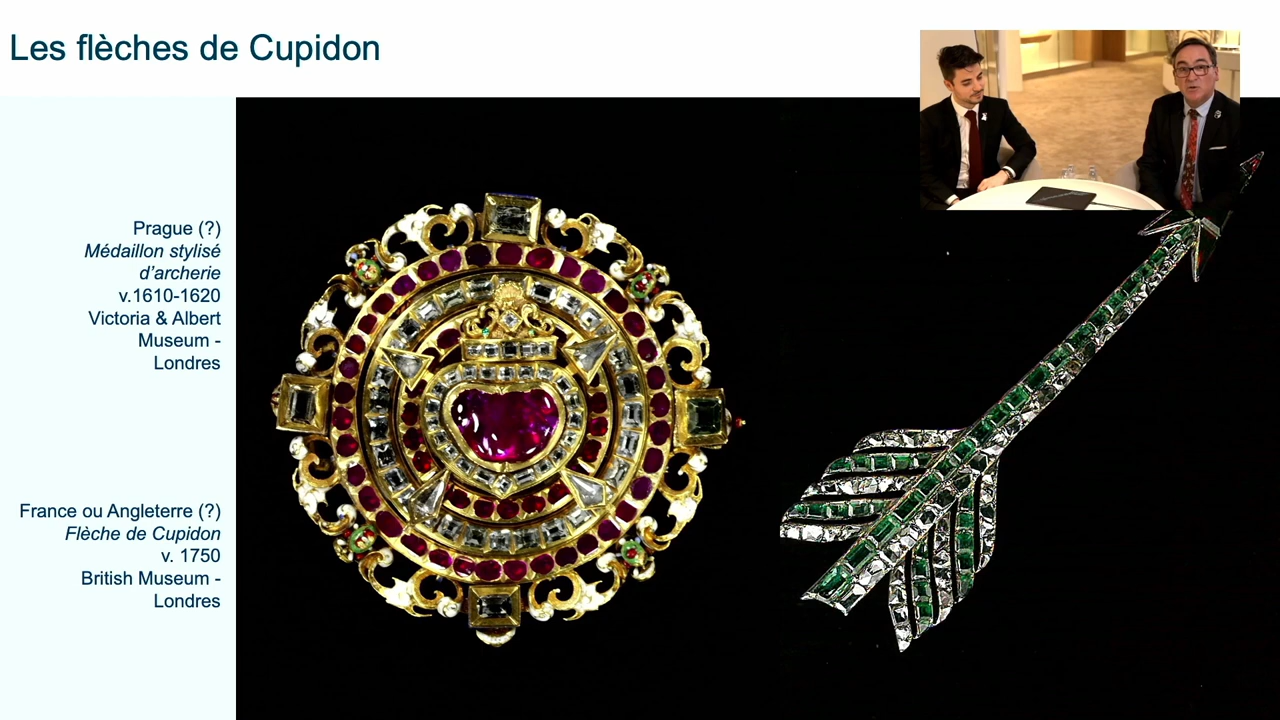 Les flèches de Cupidon
Prague (?)
Médaillon stylisé
d’archerie
v.1610-1620
Victoria & Albert
Museum -
Londres
France ou Angleterre (?)
Flèche de Cupidon
v. 1750
British Museum -
Londres